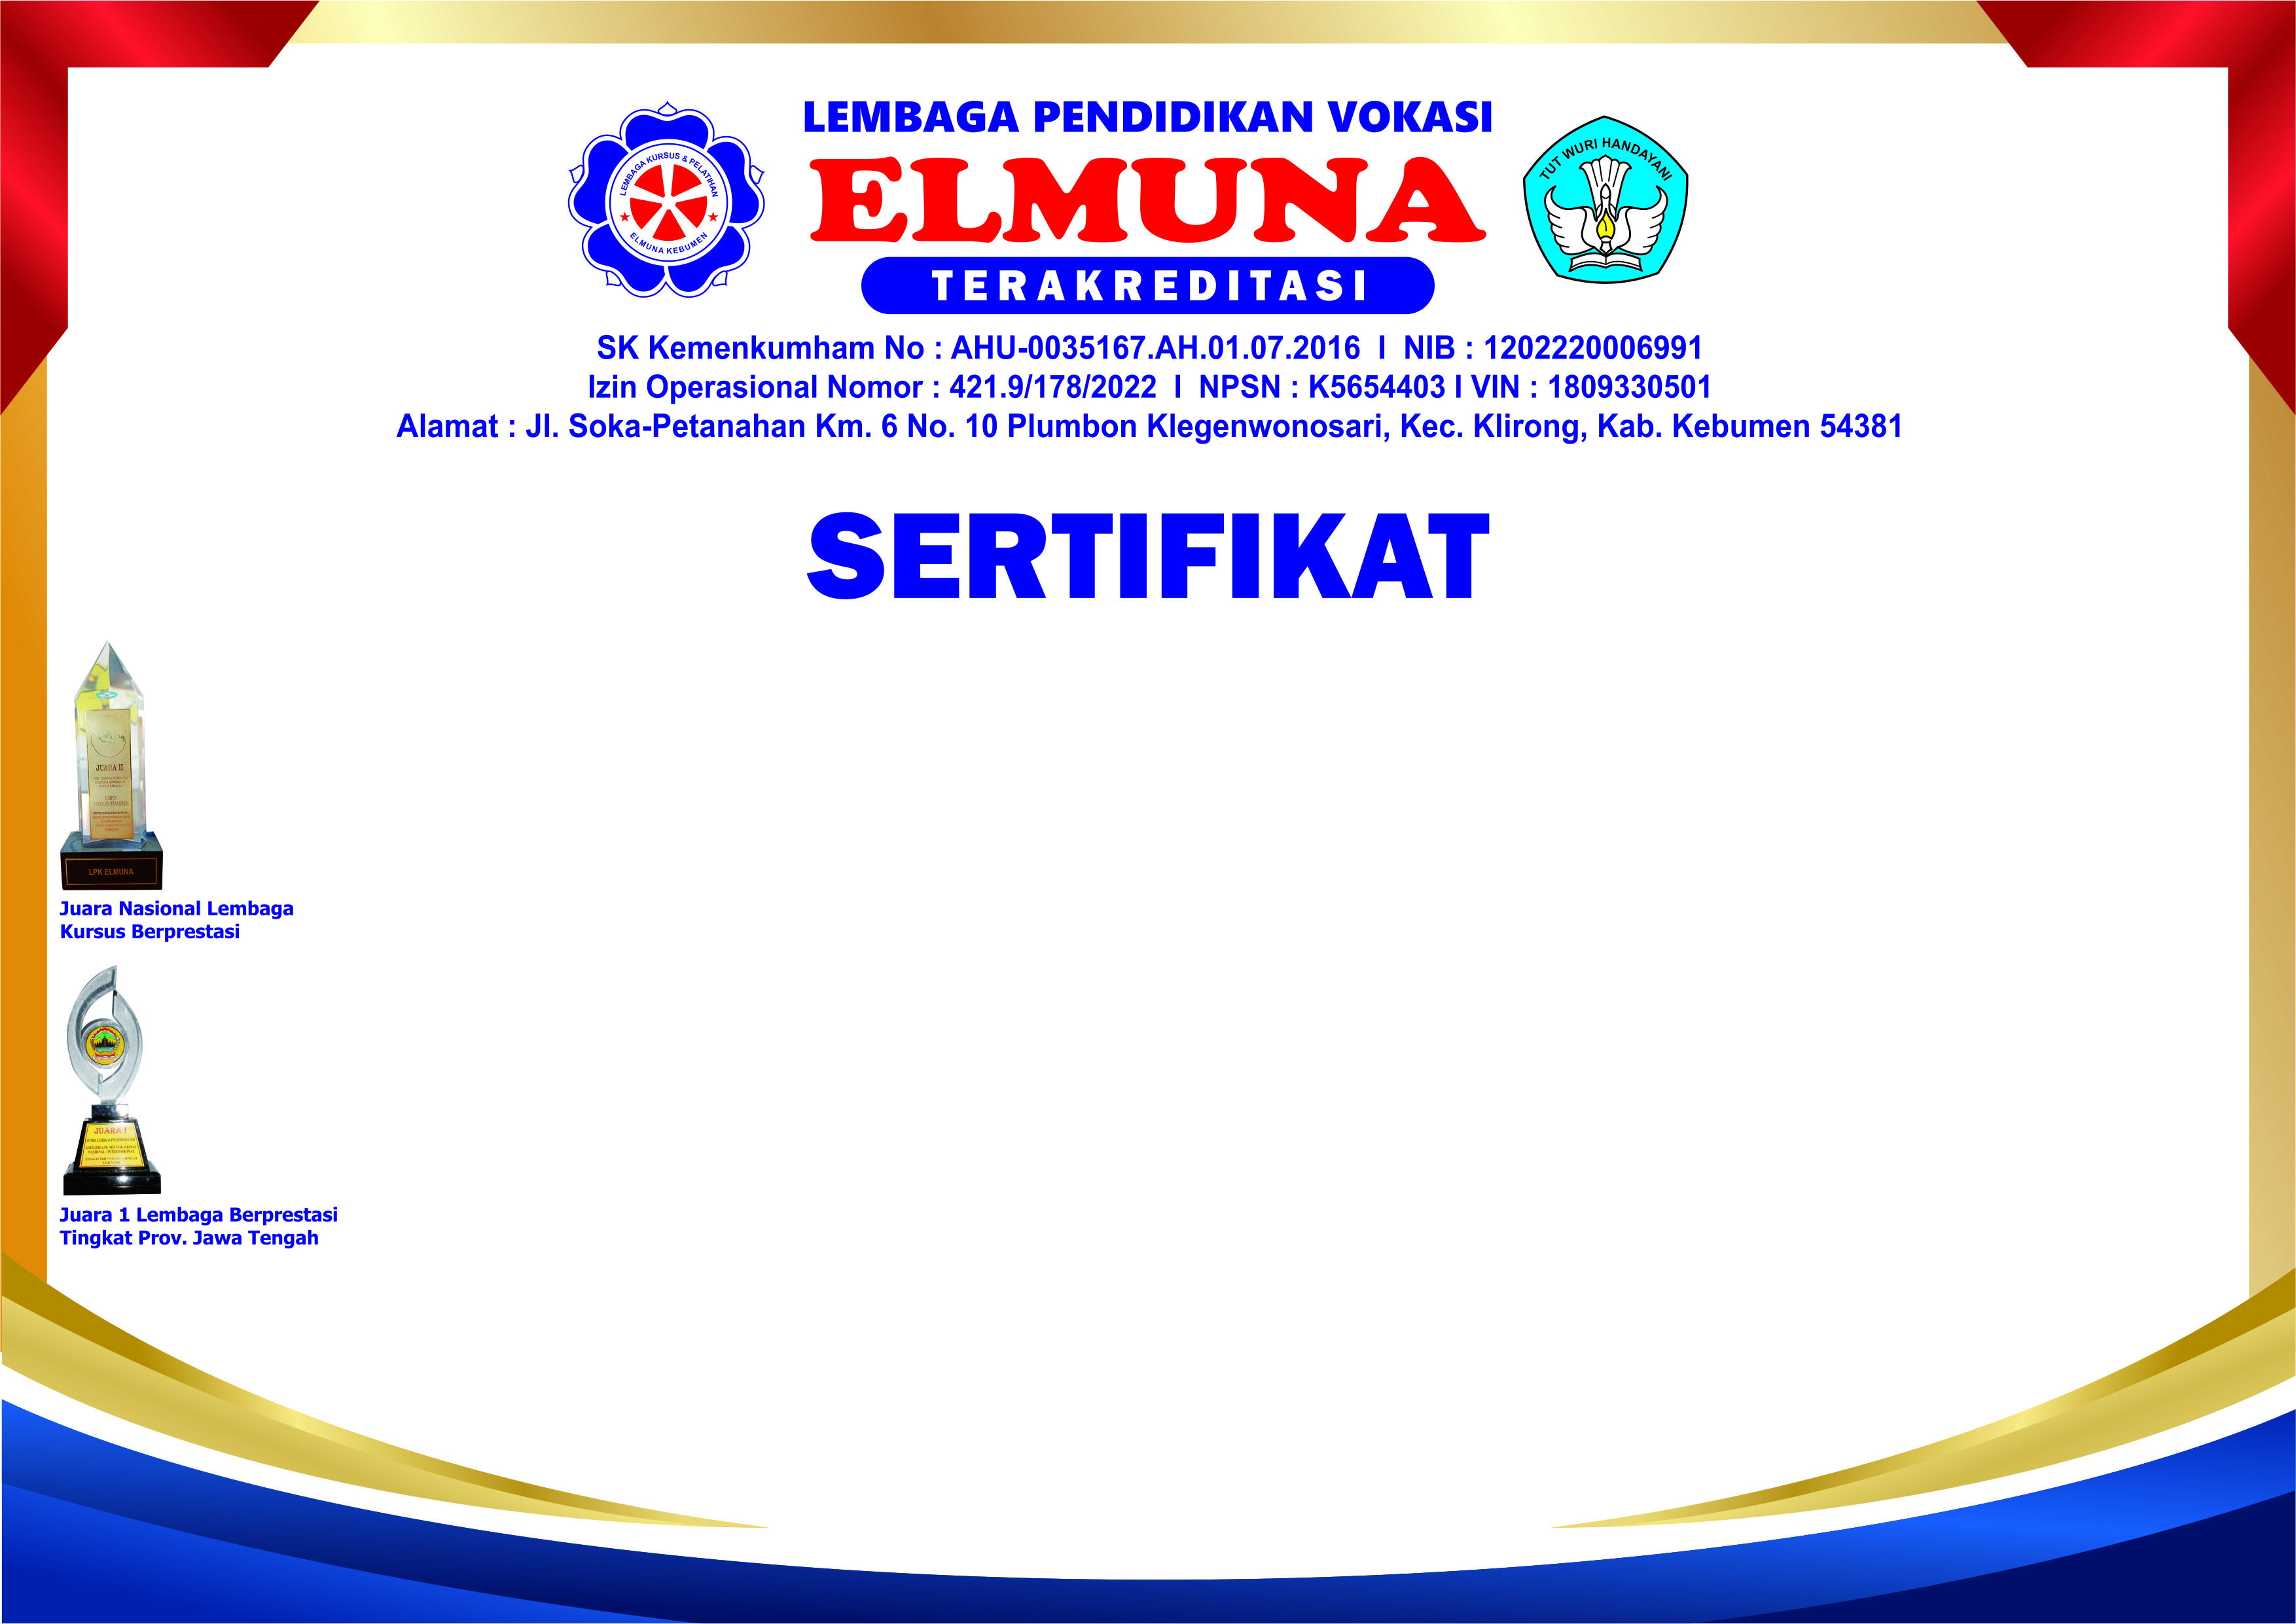 LEMBAGA PENDIDIKAN VOKASI
ELMUNA
TERAKREDITASI
LEMBAGA KURSUS & PELATIHAN
ELMUNA KEBUMEN
TUT WURI HANDAYANI
SK Kemenkumham No : AHU-0035167.AH.01.07.2016 I NIB : 1202220006991
Izin Operasional Nomor : 421.9/178/2022 I NPSN : K5654403 I VIN : 1809330501
Alamat : Jl. Soka-Petanahan Km. 6 No. 10 Plumbon Klegenwonosari, Kec. Klirong, Kab. Kebumen 54381
SERTIFIKAT
JUARA II
LPK ELMUNA
Juara Nasional Lembaga
Kursus Berprestasi
JUARA I
Juara 1 Lembaga Berprestasi
Tingkat Prov. Jawa Tengah